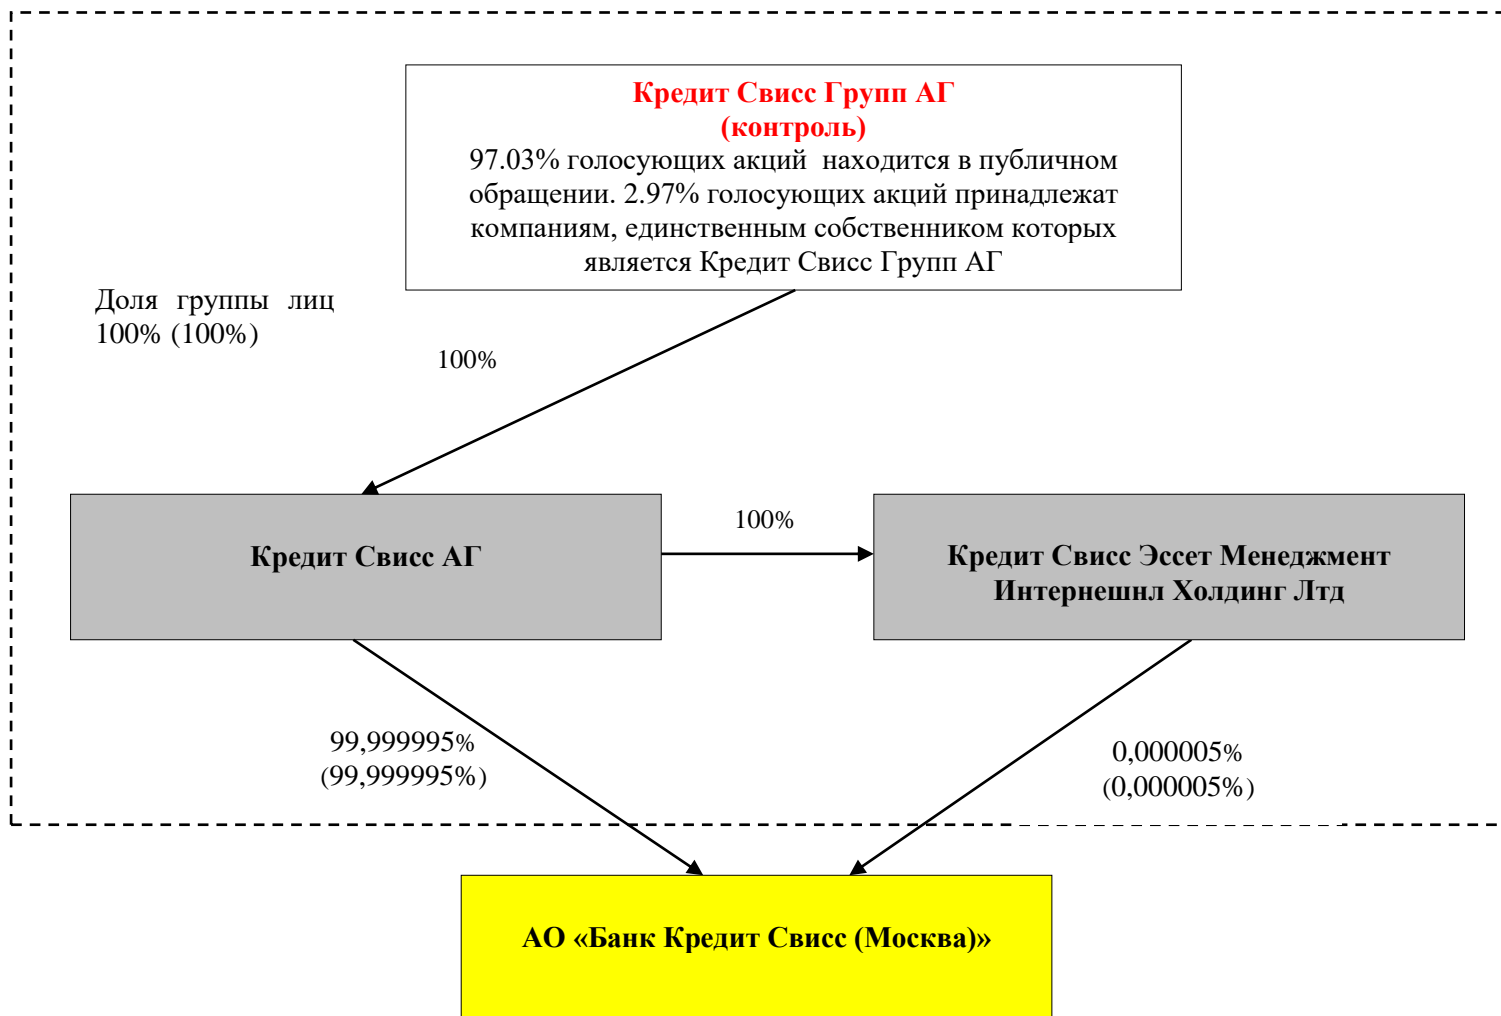 Кредит Свисс Групп АГ
(контроль)
97.03% голосующих акций находится в публичном
обращении. 2.97% голосующих акций принадлежат
компаниям, единственным собственником которых
является Кредит Свисс Групп АГ
Доля группы лиц
100% (100%)
100%
Кредит Свисс АГ
100%
Кредит Свисс Эссет Менеджмент
Интернешнл Холдинг Лтд
99,999995%
(99,999995%)
0,000005%
(0,000005%)
АО «Банк Кредит Свисс (Москва)»